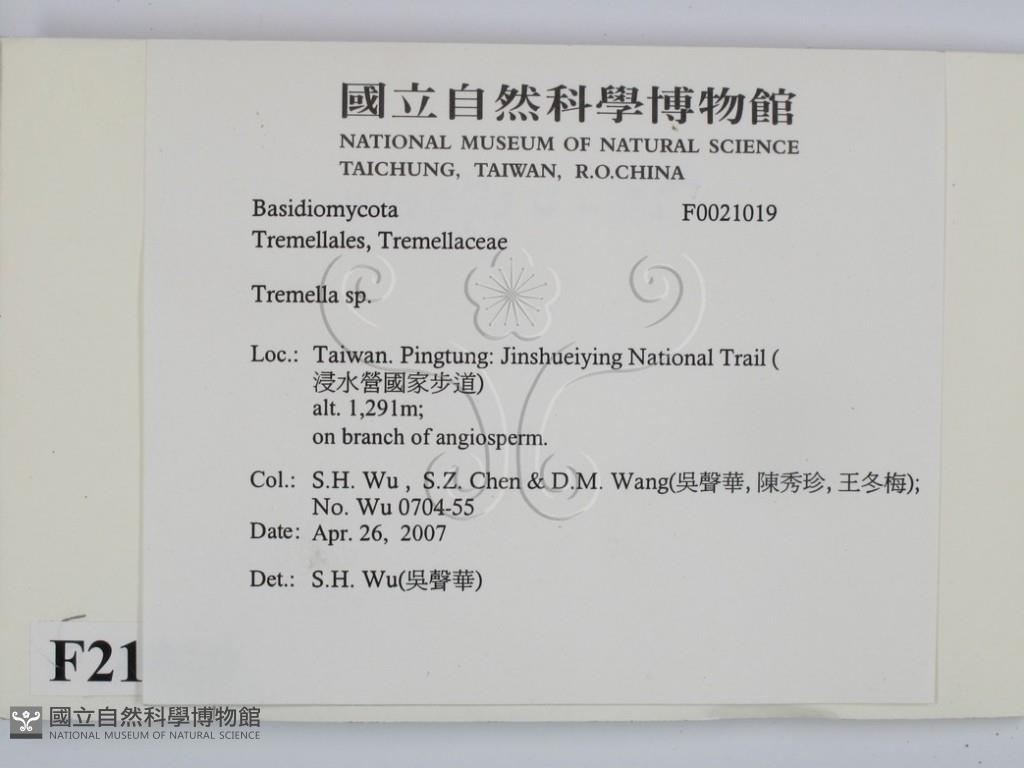 國立自然科學博物館
NATIONAL MUSEUM OF NATURAL SCIENCE
TAICHUNG, TAIWAN, R.O.CHINA
Basidiomycota F0021019
Tremellales, Tremellaceae
Tremella sp.
Loc.: Taiwan. Pingtung: Jinshueiying National Trail (
浸水營國家步道)
alt. 1,291m;
on branch of angiosperm.
Col.: S.H. Wu , S.Z. Chen & D.M. Wang(吳聲華, 陳秀珍, 王冬梅);
No. Wu 0704-55
Date: Apr. 26, 2007
Det.: S.H. Wu(吳聲華)
F21
國立自然科學博物館
NATIONAL MUSEUM OF NATURAL SCIENCE